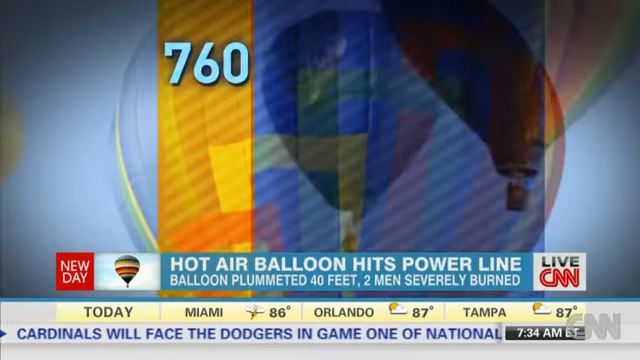 760
NEW
DAY
HOT AIR BALLOON HITS POWER LINE
BALLOON PLUMMETED 40 FEET, 2 MEN SEVERELY BURNED
LIVE
CNN
TODAY MIAMI 86° ORLANDO 87° TAMPA 87°
CARDINALS WILL FACE THE DODGERS IN GAME ONE OF NATIONAL
7:34 AM ET
CNN